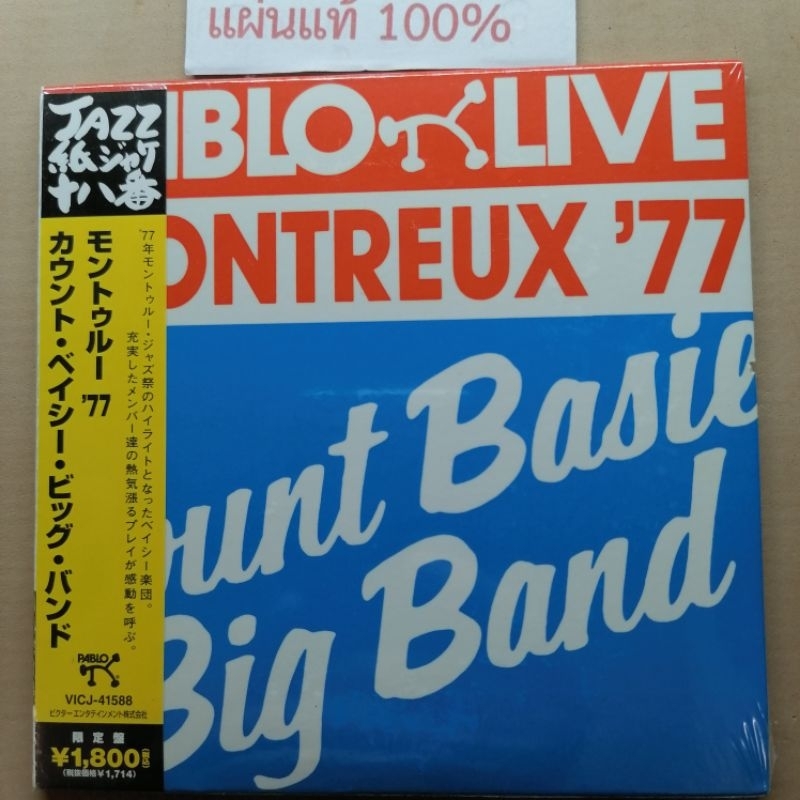 แผ่นแท้ 100%
JAZZ
紙ジャケ
十八番
モントゥルー '77
カウント・ベイシー・ビッグ・バンド
'77年モントゥルー・ジャズ祭のハイライトとなったベイシー楽団。
充実したメンバー達の熱気漲るプレイが感動を呼ぶ。
PABLO
VICJ-41588
ビクターエンタテインメント株式会社
限定盤
¥1,800(税込)
(税抜価格¥1,714)
BLO LIVE
ONTREUX '77
ount Basie
Big Band